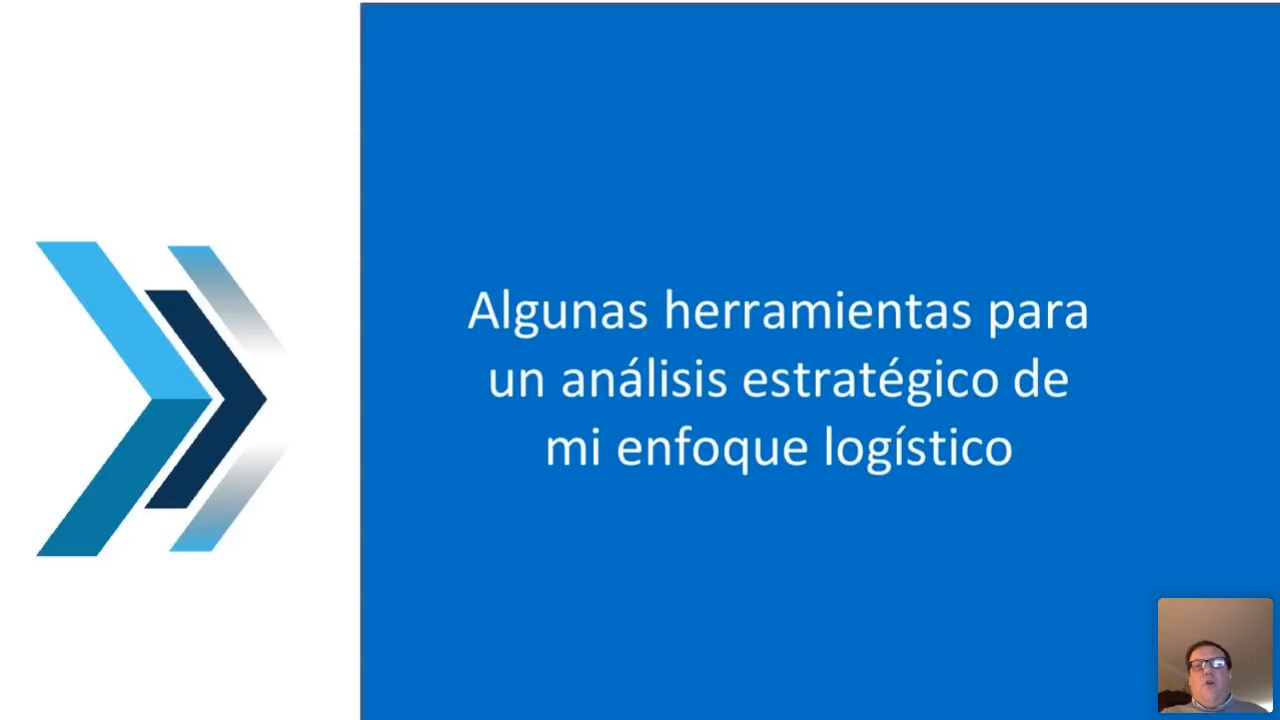 Algunas herramientas para
un análisis estratégico de
mi enfoque logístico